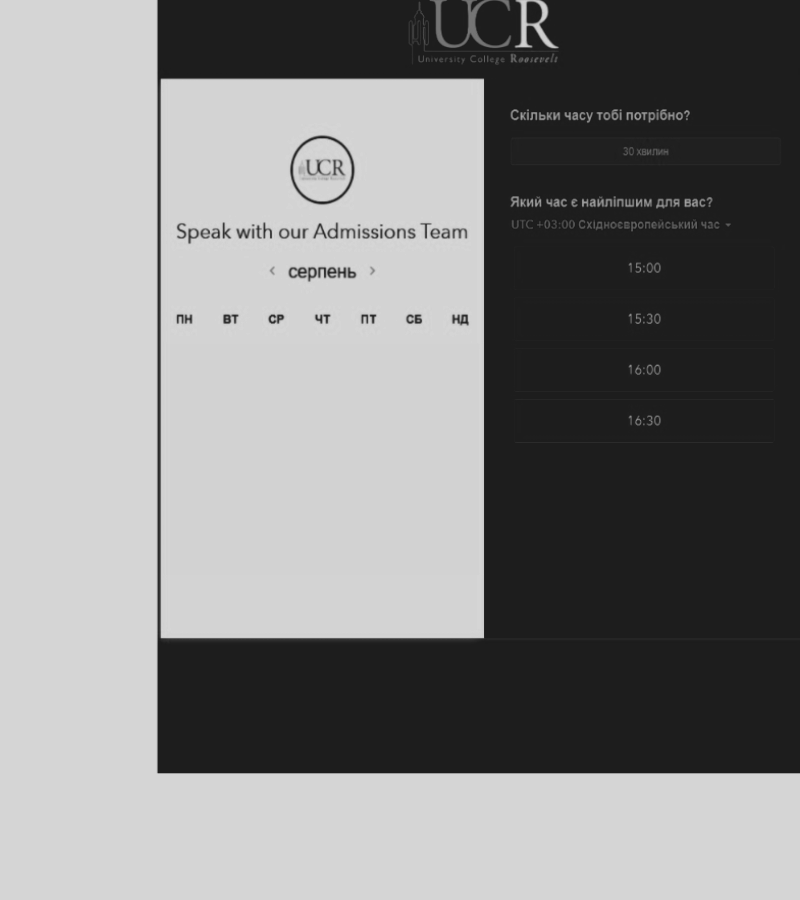 UCR
University College Roosevelt
UCR
Speak with our Admissions Team
‹ серпень ›
ПН ВТ СР ЧТ ПТ СБ НД
Скільки часу тобі потрібно?
30 хвилин
Який час є найліпшим для вас?
UTC +03:00 Східноєвропейський час
15:00
15:30
16:00
16:30